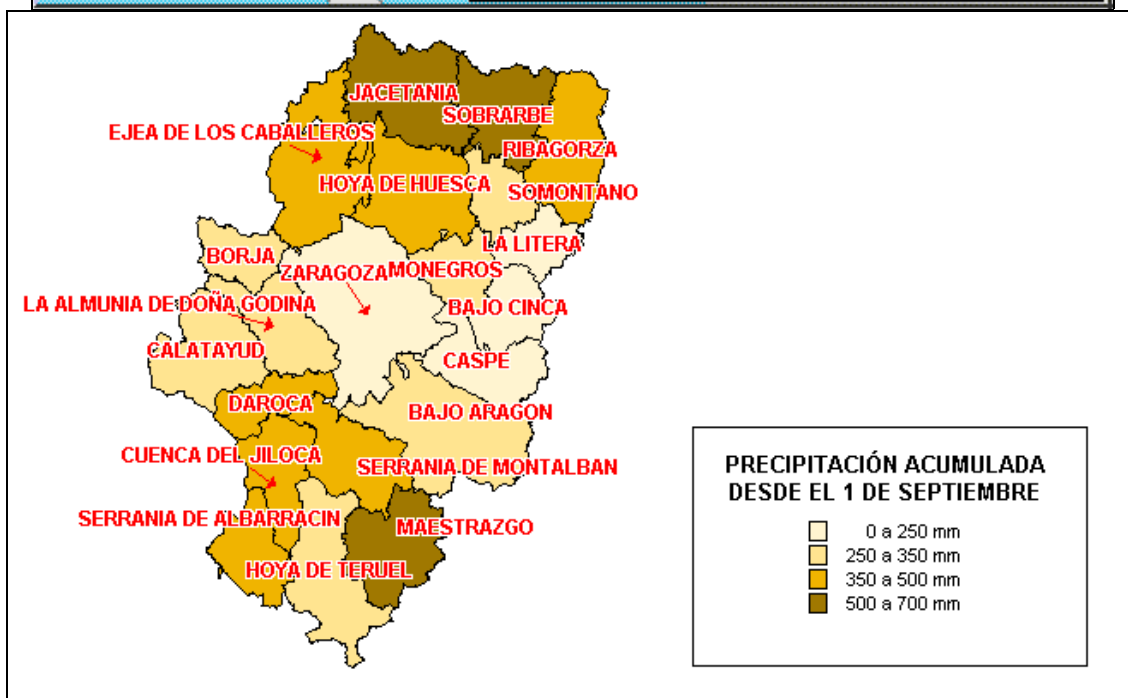 JACETANIA
SOBRARBE
EJEA DE LOS CABALLEROS
RIBAGORZA
HOYA DE HUESCA
SOMONTANO
LA LITERA
BORJA
ZARAGOZA
MONEGROS
LA ALMUNIA DE DOÑA GODINA
BAJO CINCA
CALATAYUD
CASPE
DAROCA
BAJO ARAGON
CUENCA DEL JILOCA
SERRANIA DE MONTALBAN
SERRANIA DE ALBARRACIN
MAESTRAZGO
HOYA DE TERUEL
PRECIPITACIÓN ACUMULADA
DESDE EL 1 DE SEPTIEMBRE
0 a 250 mm
250 a 350 mm
350 a 500 mm
500 a 700 mm